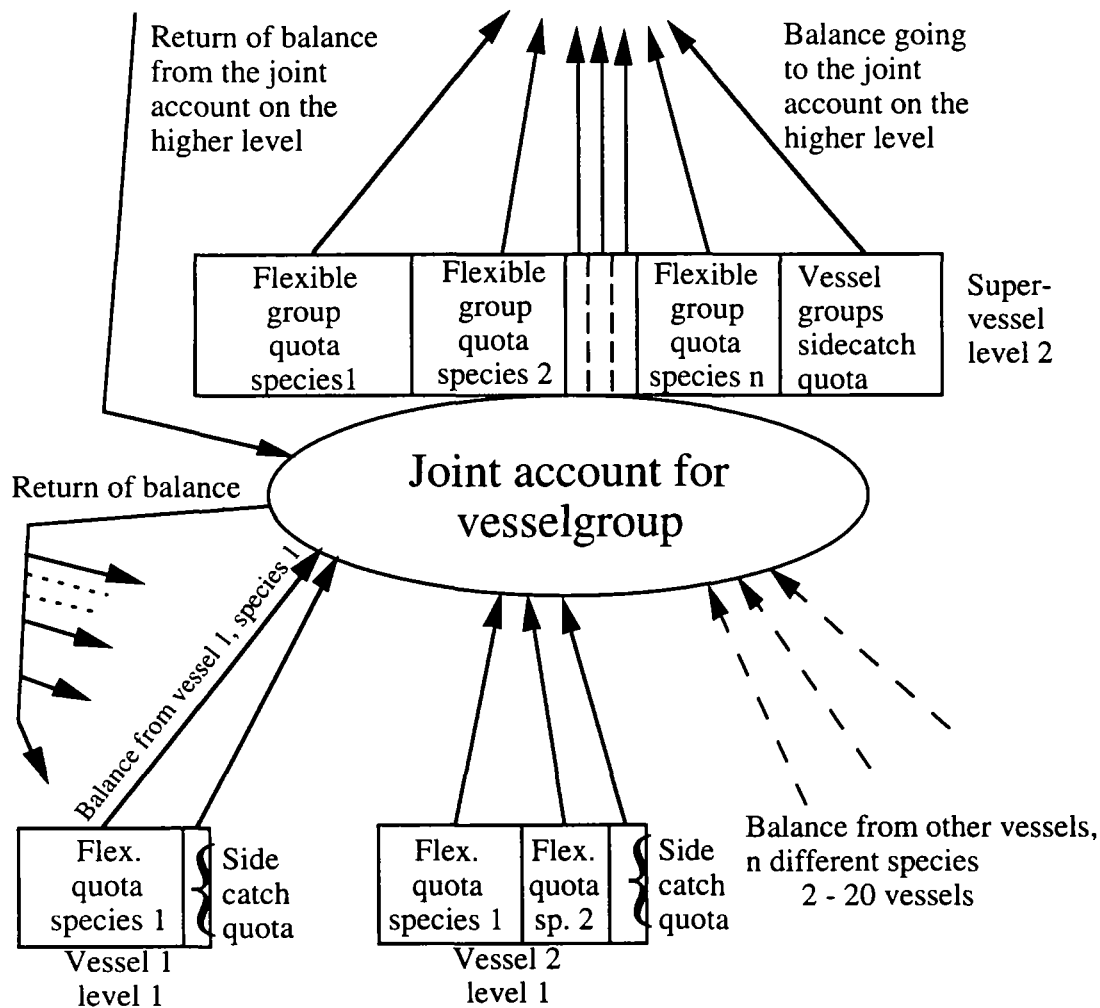 Return of balance
from the joint
account on the
higher level
Balance going
to the joint
account on the
higher level
Flexible
group
quota
species1
Flexible
group
quota
species 2
Flexible
group
quota
species n
Vessel
groups
sidecatch
quota
Super-
vessel
level 2
Joint account for
vesselgroup
Return of balance
Balance from vessel 1, species 1
Flex.
quota
species 1
Side
catch
quota
Vessel 1
level 1
Flex.
quota
species 1
Flex.
quota
sp. 2
Side
catch
quota
Vessel 2
level 1
Balance from other vessels,
n different species
2 - 20 vessels